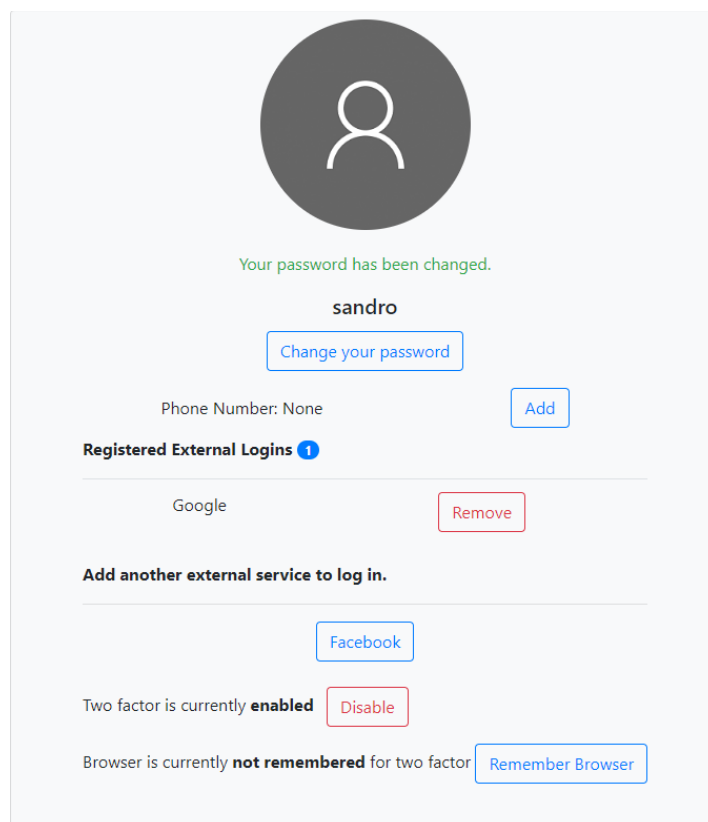 Your password has been changed.
sandro
Change your password
Phone Number: None Add
Registered External Logins 1
Google Remove
Add another external service to log in.
Facebook
Two factor is currently enabled Disable
Browser is currently not remembered for two factor Remember Browser